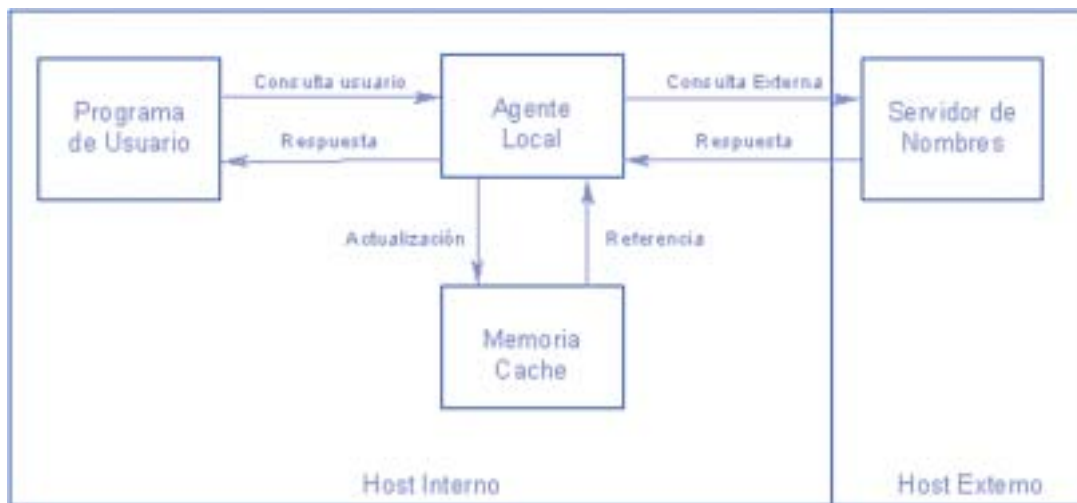 Programa
de Usuario
Consulta usuario
Respuesta
Agente
Local
Consulta Externa
Respuesta
Servidor de
Nombres
Actualización
Referencia
Memoria
Cache
Host Interno
Host Externo